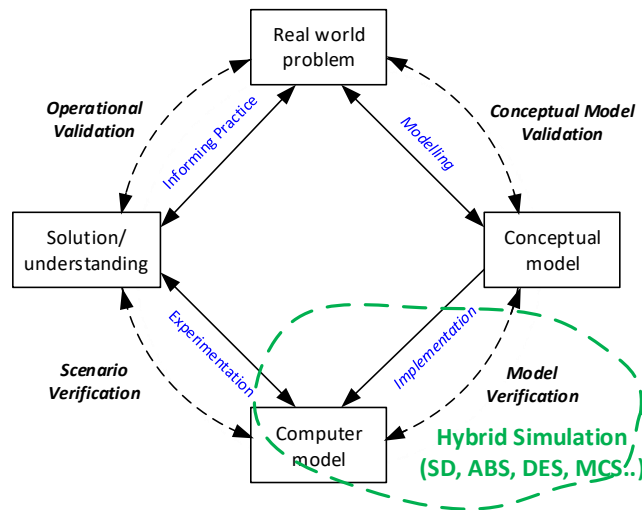 Real world
problem
Operational
Validation
Informing Practice
Modelling
Conceptual Model
Validation
Solution/
understanding
Conceptual
model
Scenario
Verification
Experimentation
Implementation
Model
Verification
Computer
model
Hybrid Simulation
(SD, ABS, DES, MCS..)